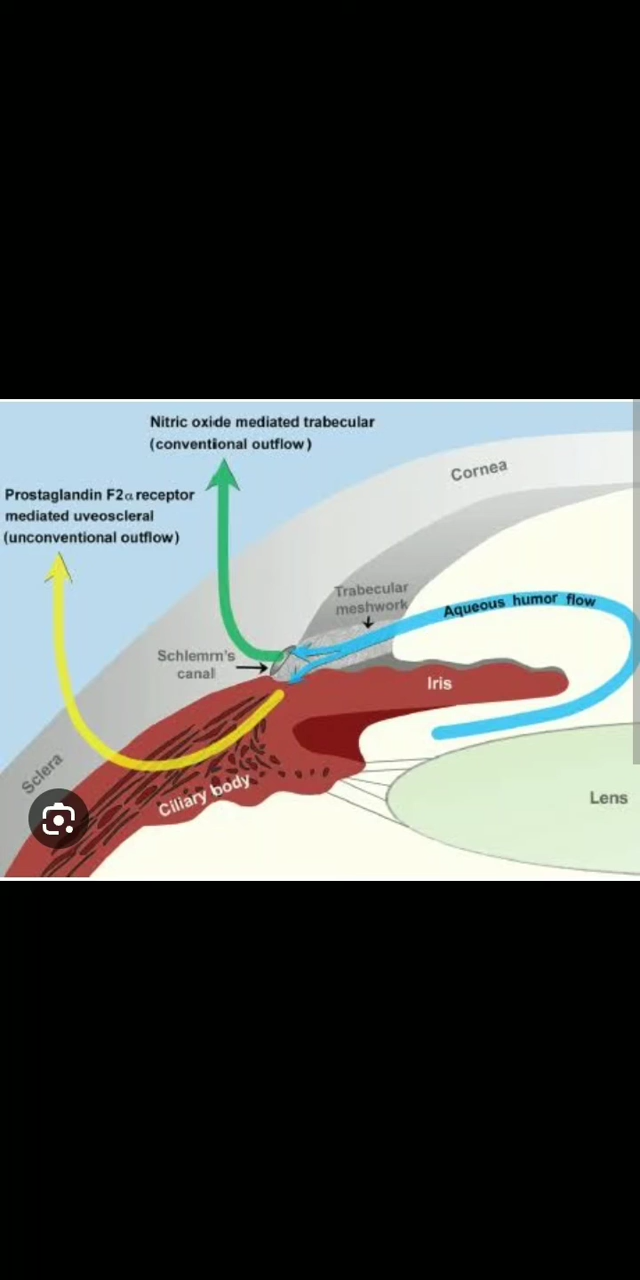 Nitric oxide mediated trabecular
(conventional outflow)
Prostaglandin F2α receptor
mediated uveoscleral
(unconventional outflow)
Cornea
Trabecular
meshwork
Aqueous humor flow
Schlemm's
canal
Iris
Sclera
Ciliary body
Lens